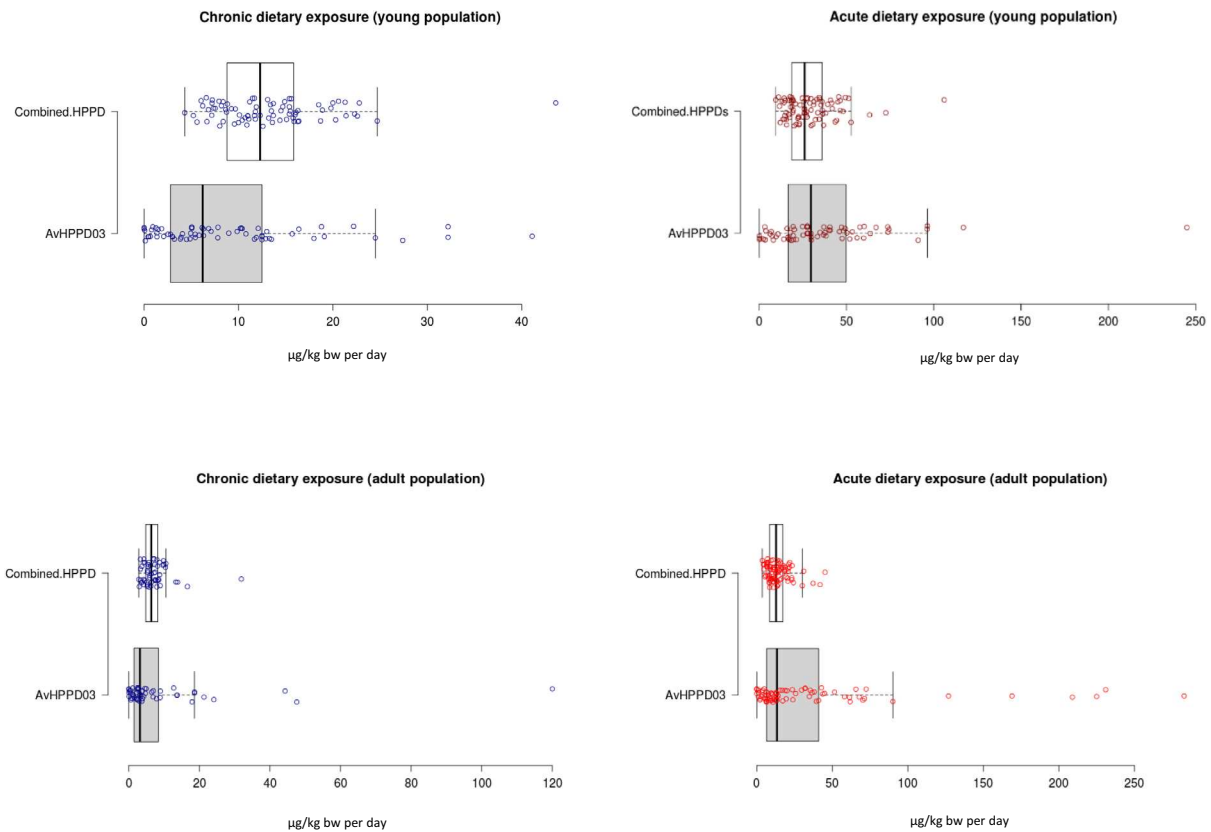 Chronic dietary exposure (young population)
Combined.HPPD
AvHPPD03
0 10 20 30 40
µg/kg bw per day
Acute dietary exposure (young population)
Combined.HPPDs
AvHPPD03
0 50 100 150 200 250
µg/kg bw per day
Chronic dietary exposure (adult population)
Combined.HPPD
AvHPPD03
0 20 40 60 80 100 120
µg/kg bw per day
Acute dietary exposure (adult population)
Combined.HPPD
AvHPPD03
0 50 100 150 200 250
µg/kg bw per day